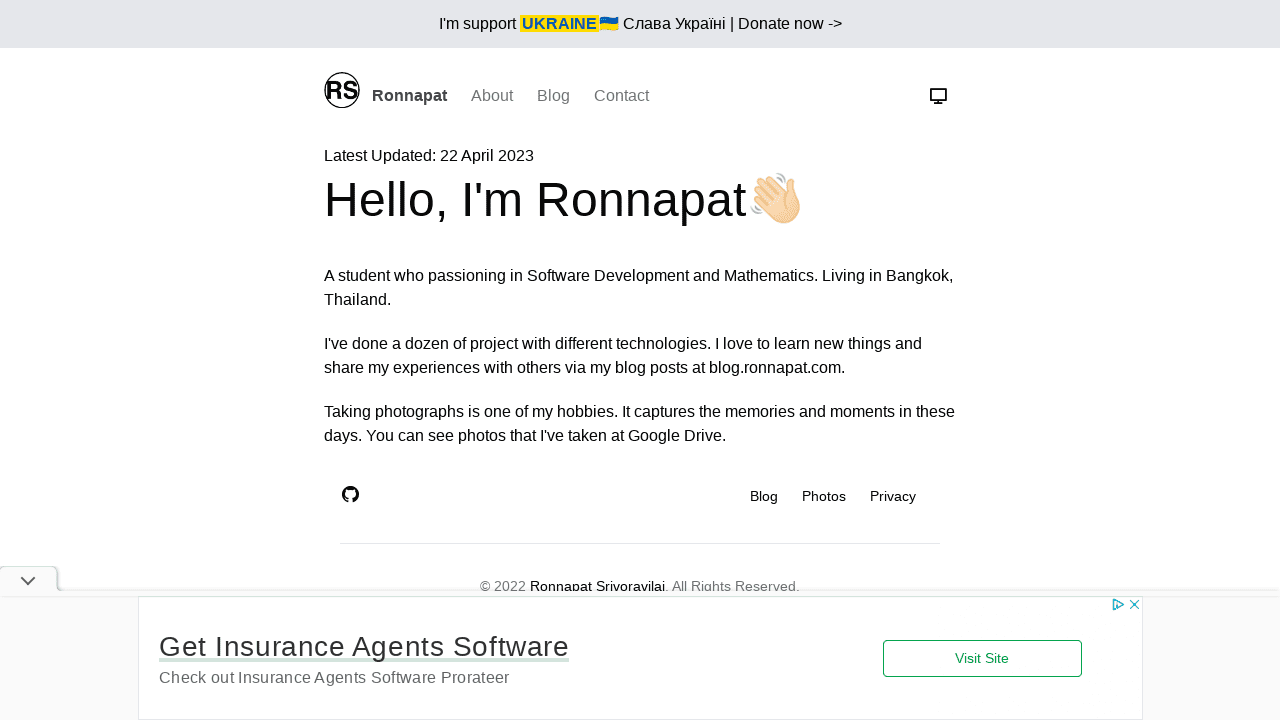 I'm support UKRAINE🇺🇦 Слава Україні | Donate now ->
RS Ronnapat About Blog Contact
Latest Updated: 22 April 2023
Hello, I'm Ronnapat👋🏻
A student who passioning in Software Development and Mathematics. Living in Bangkok,
Thailand.
I've done a dozen of project with different technologies. I love to learn new things and
share my experiences with others via my blog posts at blog.ronnapat.com.
Taking photographs is one of my hobbies. It captures the memories and moments in these
days. You can see photos that I've taken at Google Drive.
Blog Photos Privacy
© 2022 Ronnapat Srivoravilai. All Rights Reserved.
Get Insurance Agents Software
Check out Insurance Agents Software Prorateer
Visit Site